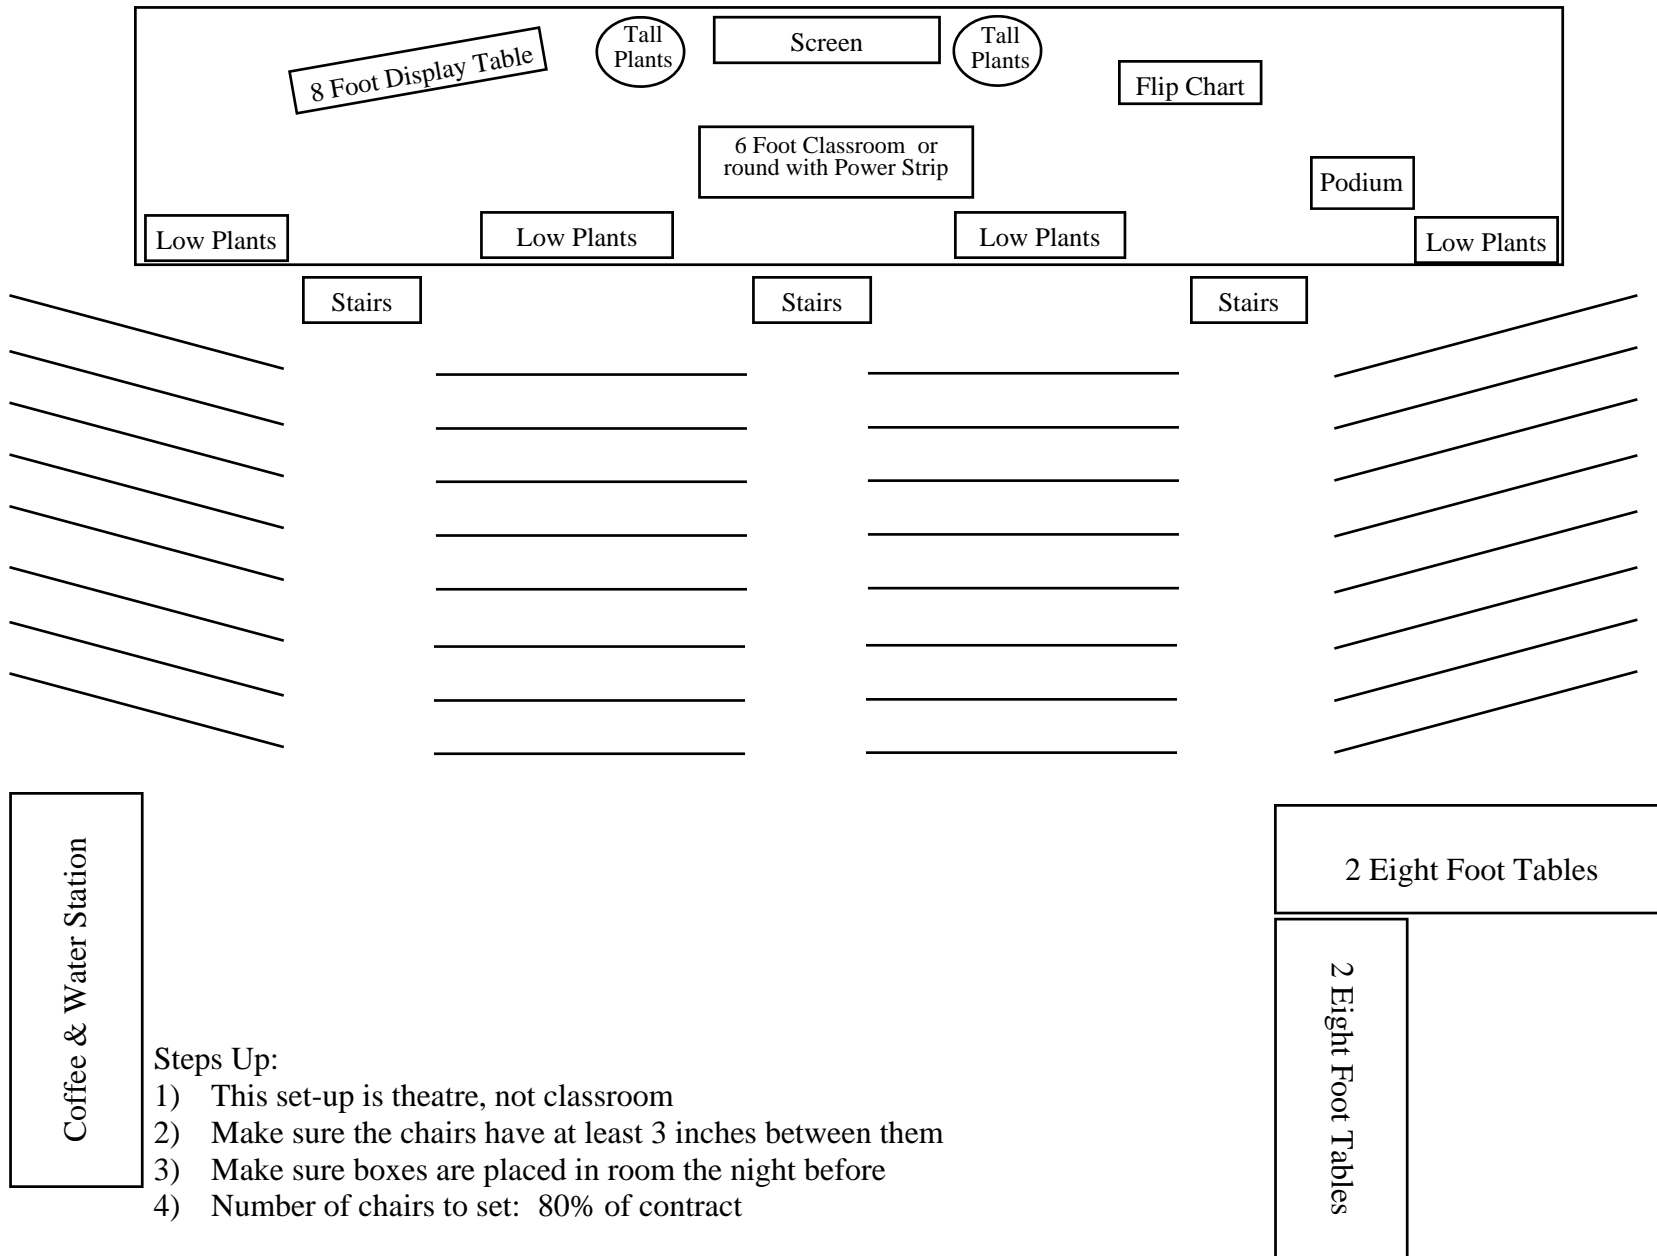 Tall
Plants
Screen
Tall
Plants
8 Foot Display Table
Flip Chart
6 Foot Classroom or
round with Power Strip
Podium
Low Plants
Low Plants
Low Plants
Low Plants
Stairs
Stairs
Stairs
Coffee & Water Station
2 Eight Foot Tables
2 Eight Foot Tables
Steps Up:
1) This set-up is theatre, not classroom
2) Make sure the chairs have at least 3 inches between them
3) Make sure boxes are placed in room the night before
4) Number of chairs to set: 80% of contract